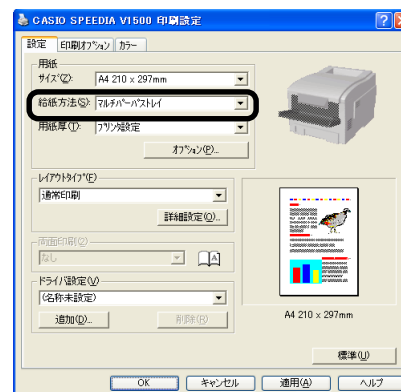 CASIO SPEEDIA V1500 印刷設定
設定 印刷ｵﾌﾟｼｮﾝ ｶﾗｰ
用紙
ｻｲｽﾞ(Z): A4 210 x 297mm
給紙方法(S): ﾏﾙﾁﾍﾟｰﾊﾟｽﾄﾚｲ
用紙厚(T): ﾌﾟﾘﾝﾀ設定
ｵﾌﾟｼｮﾝ(P)...
ﾚｲｱｳﾄﾀｲﾌﾟ(E)
通常印刷
詳細設定(O)...
両面印刷(2)
なし
ﾄﾞﾗｲﾊﾞ設定(V)
(名称未設定)
追加(D)...
削除(R)
A4 210 x 297mm
標準(U)
OK キャンセル 適用(A) ヘルプ